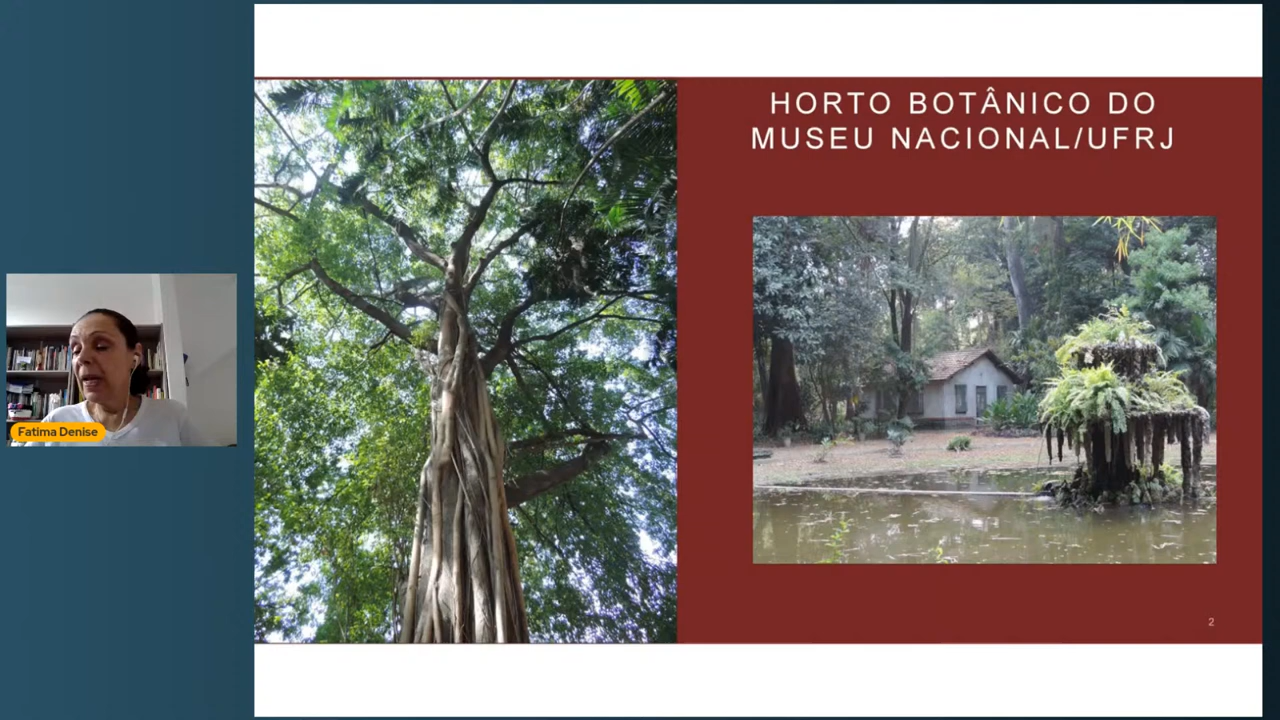 HORTO BOTÂNICO DO
MUSEU NACIONAL/UFRJ
Fatima Denise
2